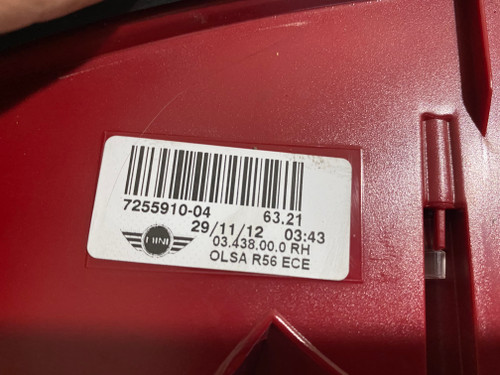 7255910-04 63.21
29/11/12 03:43
03.438.00.0 RH
MINI OLSA R56 ECE